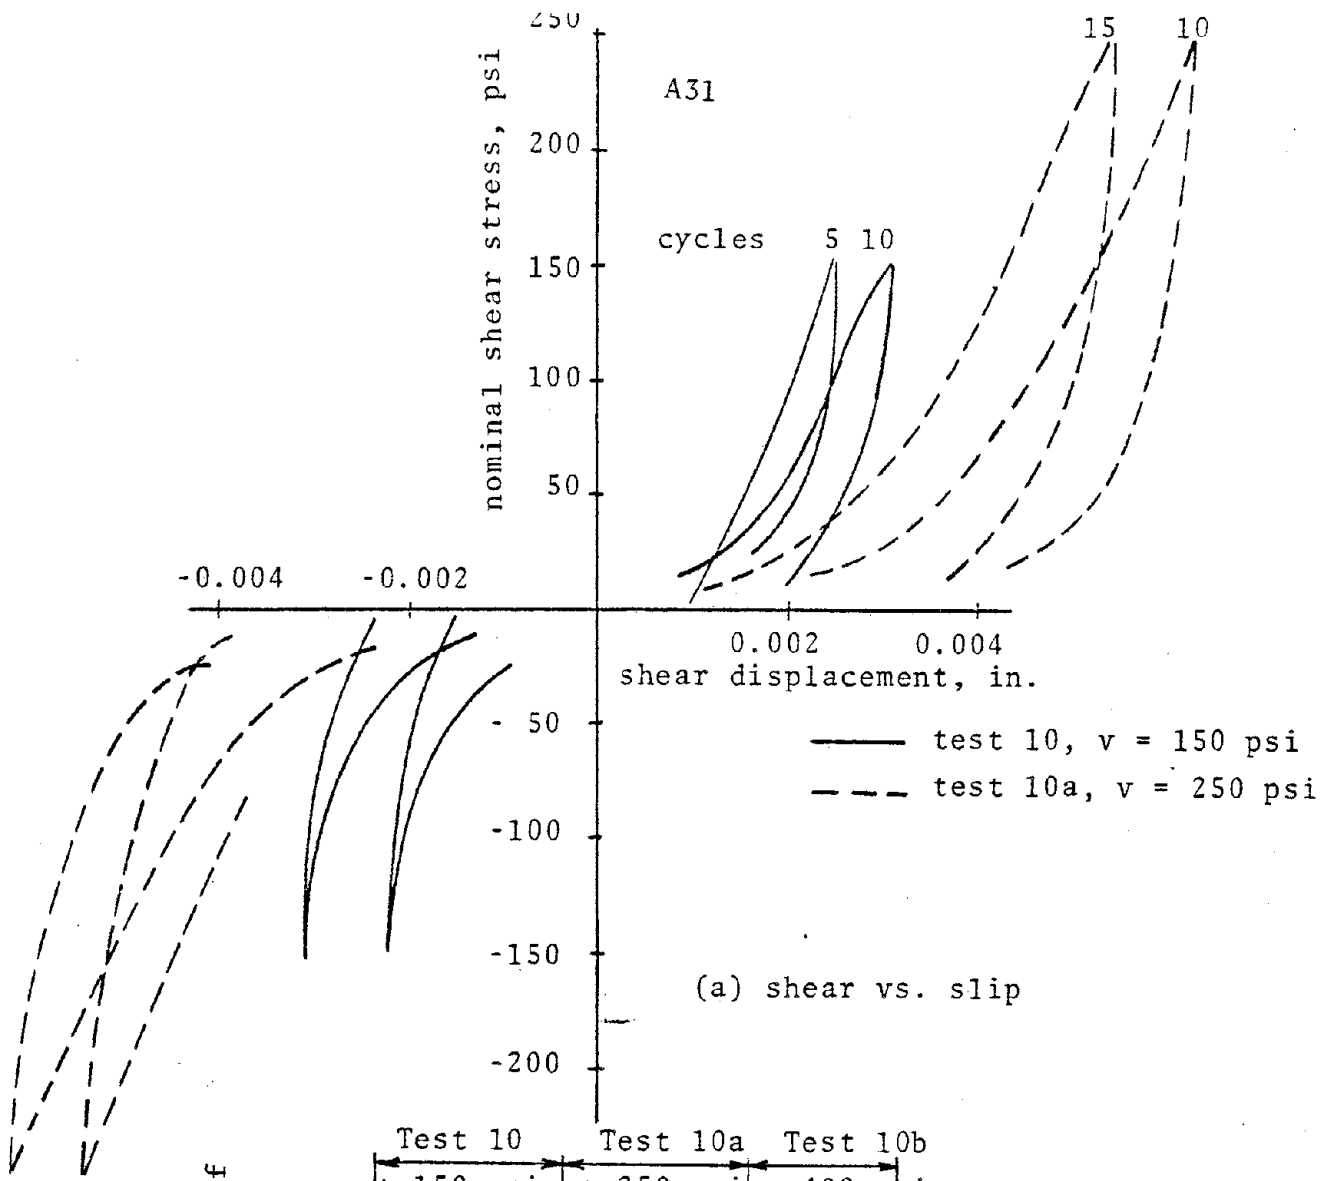 250
15 10
A31
nominal shear stress, psi
200
cycles 5 10
150
100
50
-0.004 -0.002
0.002 0.004
shear displacement, in.
- 50
test 10, v = 150 psi
test 10a, v = 250 psi
-100
-150
(a) shear vs. slip
-200
Test 10 Test 10a Test 10b
f